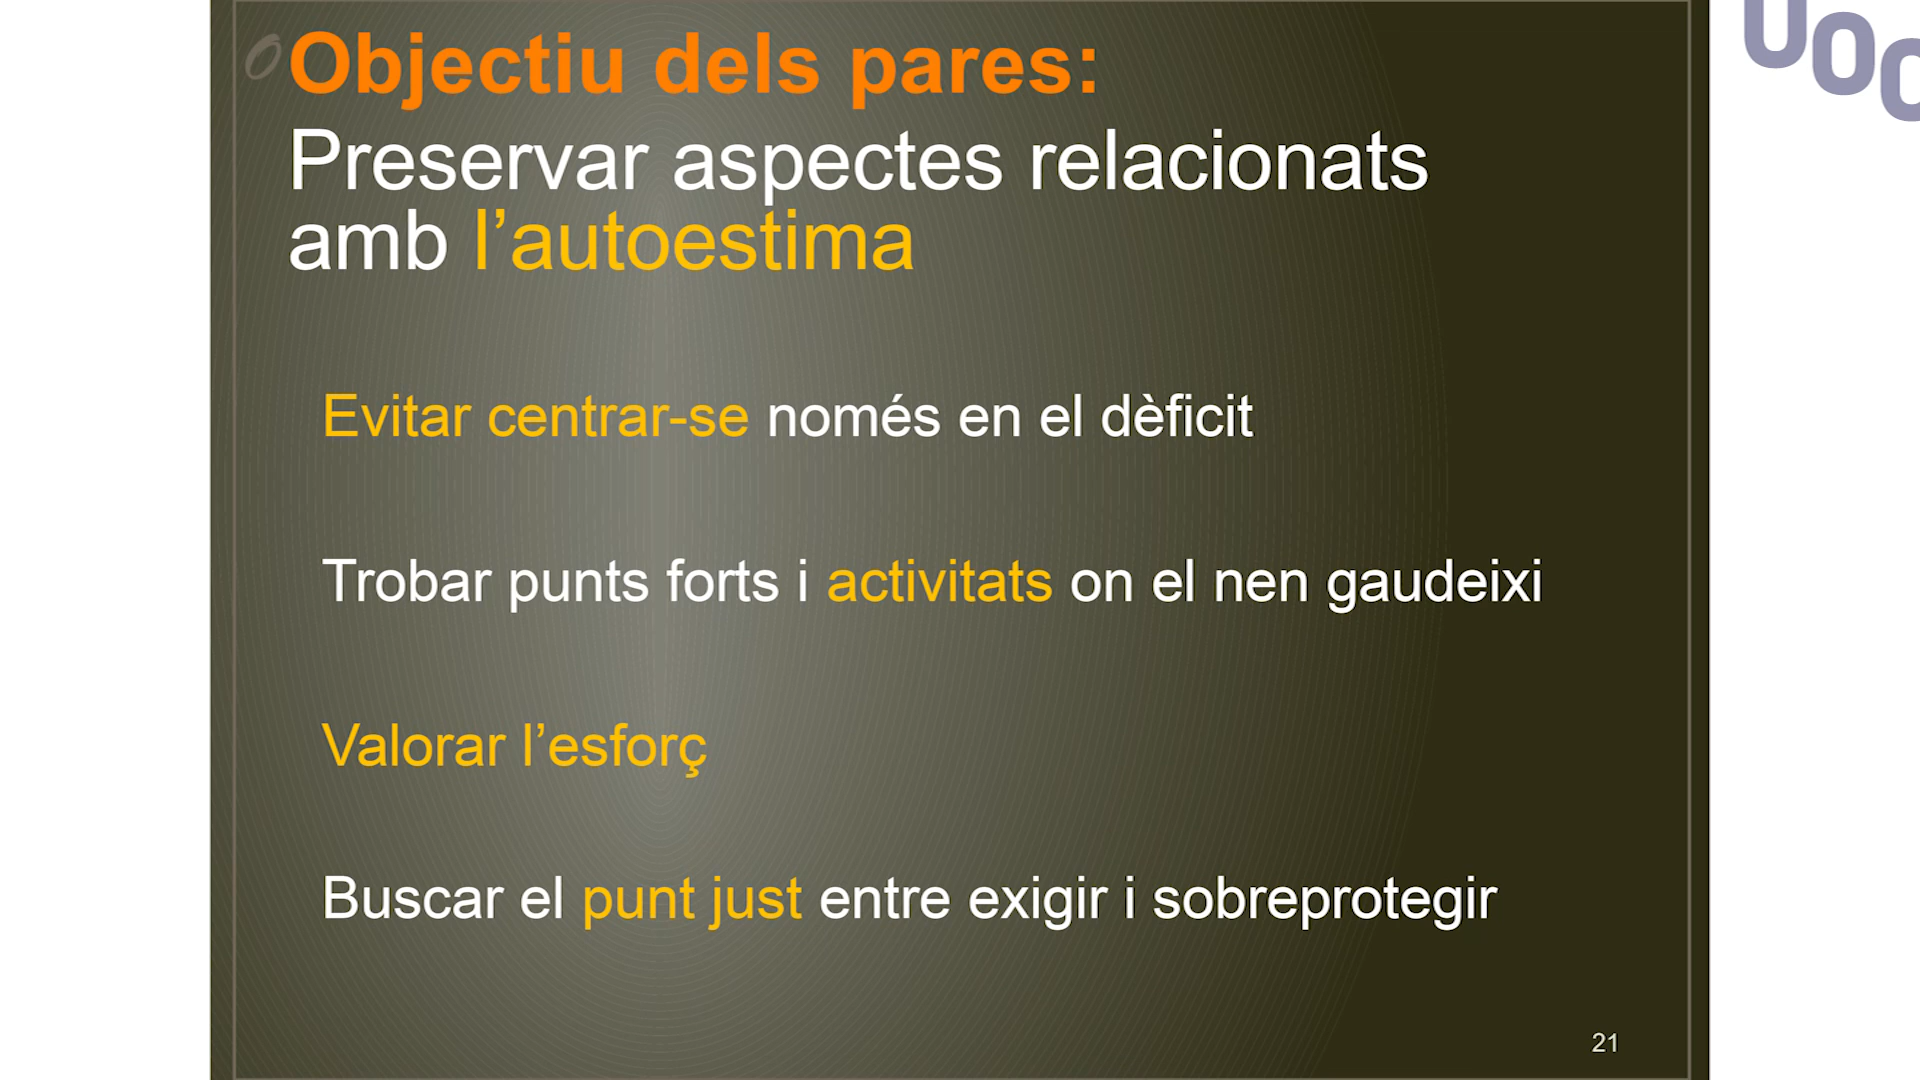 Objectiu dels pares:
Preservar aspectes relacionats
amb l’autoestima
Evitar centrar-se només en el dèficit
Trobar punts forts i activitats on el nen gaudeixi
Valorar l’esforç
Buscar el punt just entre exigir i sobreprotegir
21
UOC